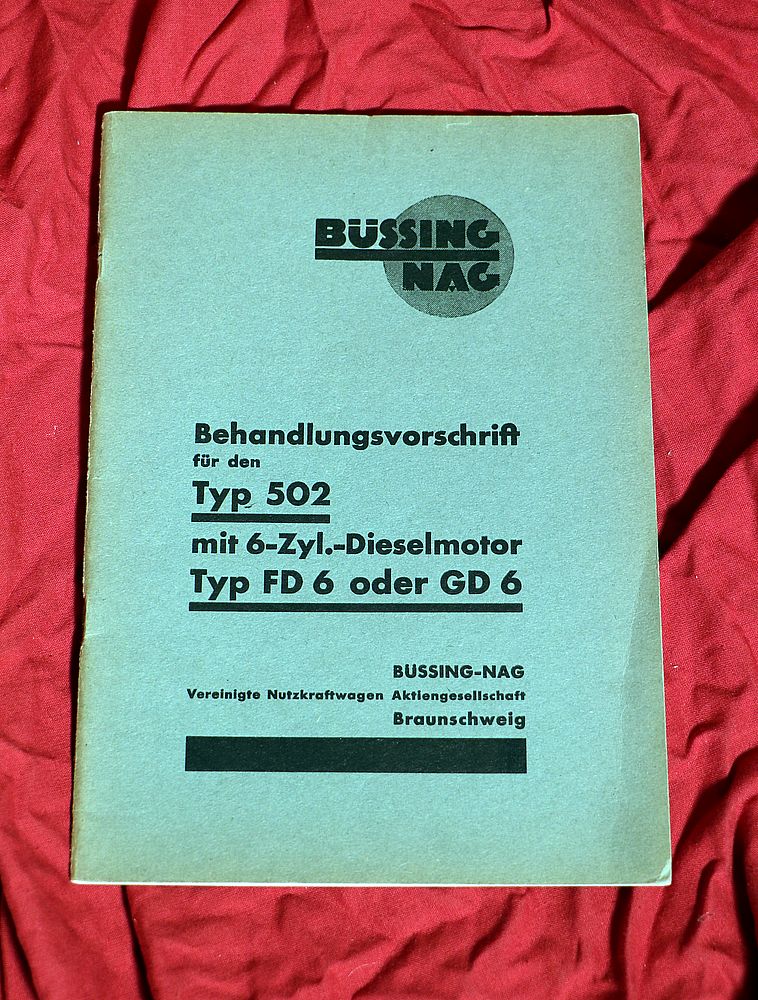 BÜSSING
NAG
Behandlungsvorschrift
für den
Typ 502
mit 6-Zyl.-Dieselmotor
Typ FD 6 oder GD 6
BÜSSING-NAG
Vereinigte Nutzkraftwagen Aktiengesellschaft
Braunschweig